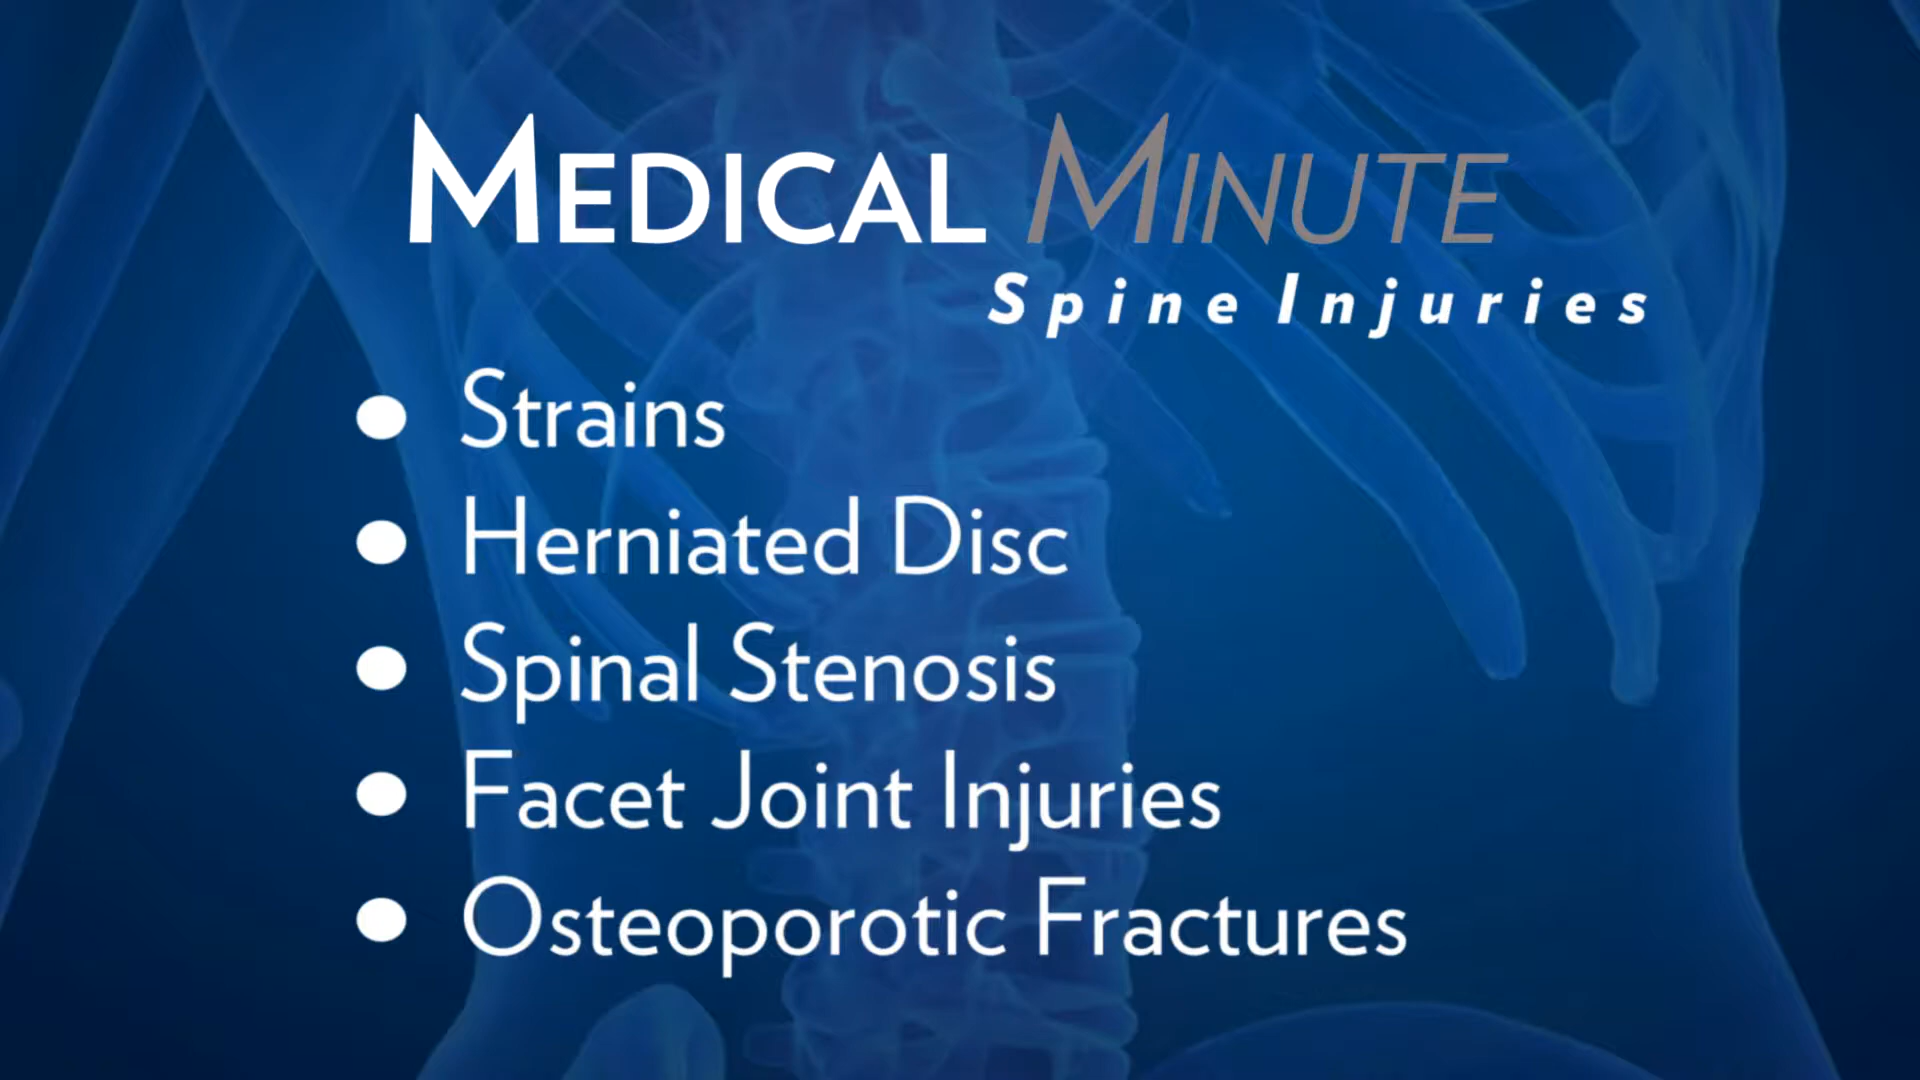 MEDICAL MINUTE
Spine Injuries
• Strains
• Herniated Disc
• Spinal Stenosis
• Facet Joint Injuries
• Osteoporotic Fractures